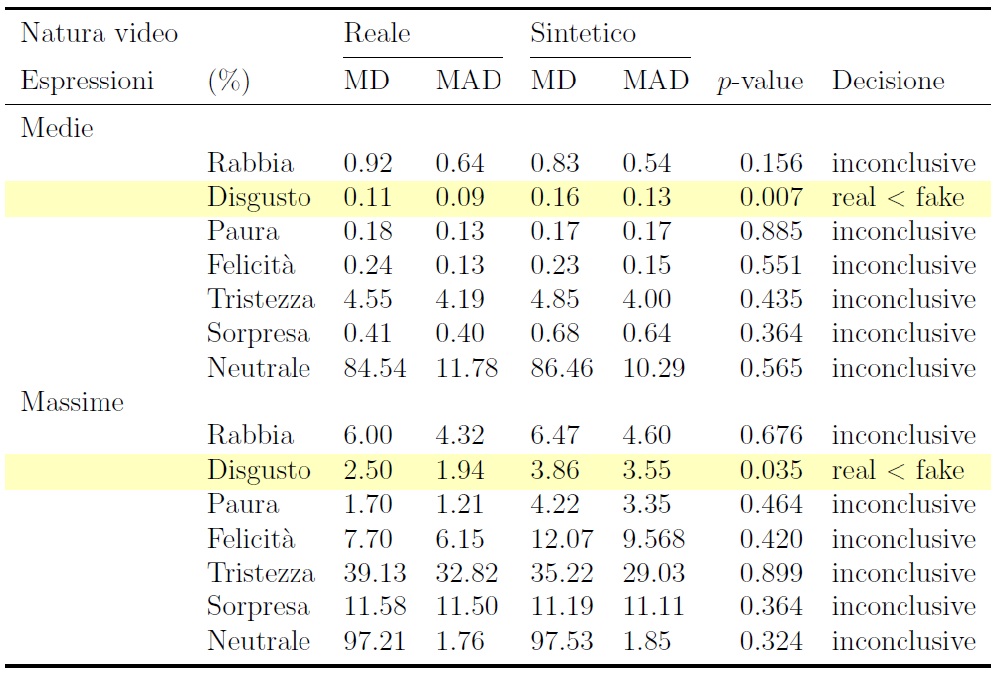 Natura video Reale Sintetico
Espressioni (%) MD MAD MD MAD p-value Decisione
Medie
Rabbia 0.92 0.64 0.83 0.54 0.156 inconclusive
Disgusto 0.11 0.09 0.16 0.13 0.007 real < fake
Paura 0.18 0.13 0.17 0.17 0.885 inconclusive
Felicità 0.24 0.13 0.23 0.15 0.551 inconclusive
Tristezza 4.55 4.19 4.85 4.00 0.435 inconclusive
Sorpresa 0.41 0.40 0.68 0.64 0.364 inconclusive
Neutrale 84.54 11.78 86.46 10.29 0.565 inconclusive
Massime
Rabbia 6.00 4.32 6.47 4.60 0.676 inconclusive
Disgusto 2.50 1.94 3.86 3.55 0.035 real < fake
Paura 1.70 1.21 4.22 3.35 0.464 inconclusive
Felicità 7.70 6.15 12.07 9.568 0.420 inconclusive
Tristezza 39.13 32.82 35.22 29.03 0.899 inconclusive
Sorpresa 11.58 11.50 11.19 11.11 0.364 inconclusive
Neutrale 97.21 1.76 97.53 1.85 0.324 inconclusive